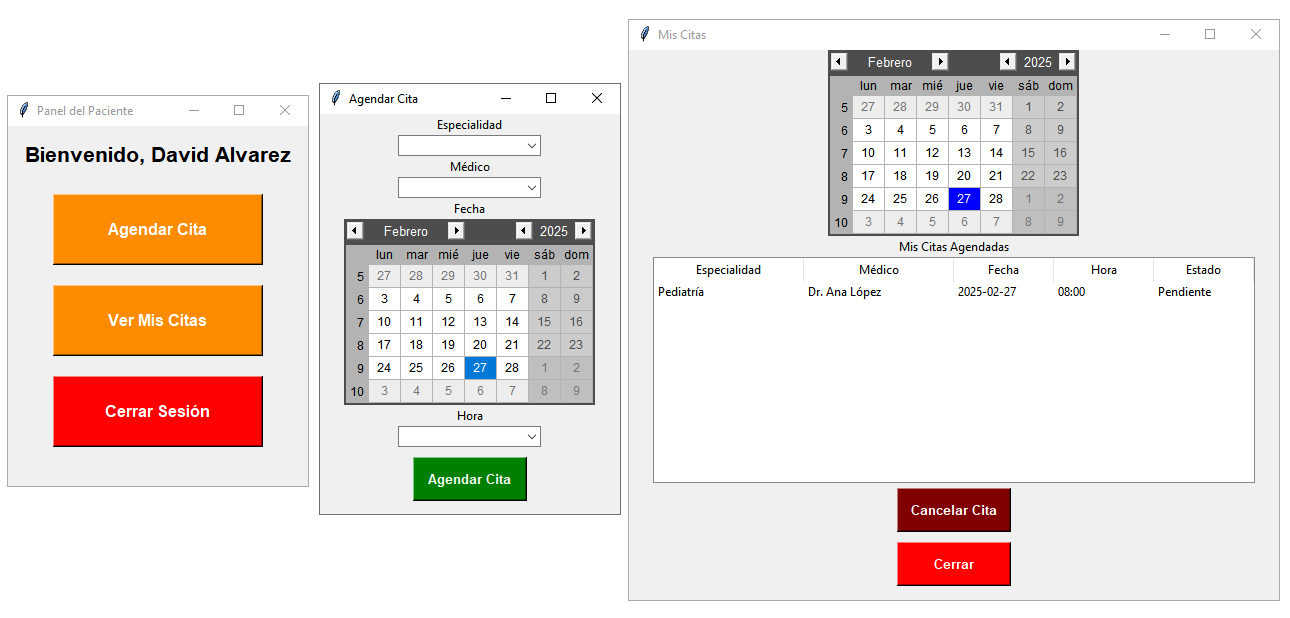 Panel del Paciente
Bienvenido, David Alvarez
Agendar Cita
Ver Mis Citas
Cerrar Sesión
Agendar Cita
Especialidad
Médico
Fecha
Febrero 2025
lun mar mié jue vie sáb dom
5 27 28 29 30 31 1 2
6 3 4 5 6 7 8 9
7 10 11 12 13 14 15 16
8 17 18 19 20 21 22 23
9 24 25 26 27 28 1 2
10 3 4 5 6 7 8 9
Hora
Agendar Cita
Mis Citas
Febrero 2025
lun mar mié jue vie sáb dom
5 27 28 29 30 31 1 2
6 3 4 5 6 7 8 9
7 10 11 12 13 14 15 16
8 17 18 19 20 21 22 23
9 24 25 26 27 28 1 2
10 3 4 5 6 7 8 9
Mis Citas Agendadas
Especialidad Médico Fecha Hora Estado
Pediatría Dr. Ana López 2025-02-27 08:00 Pendiente
Cancelar Cita
Cerrar